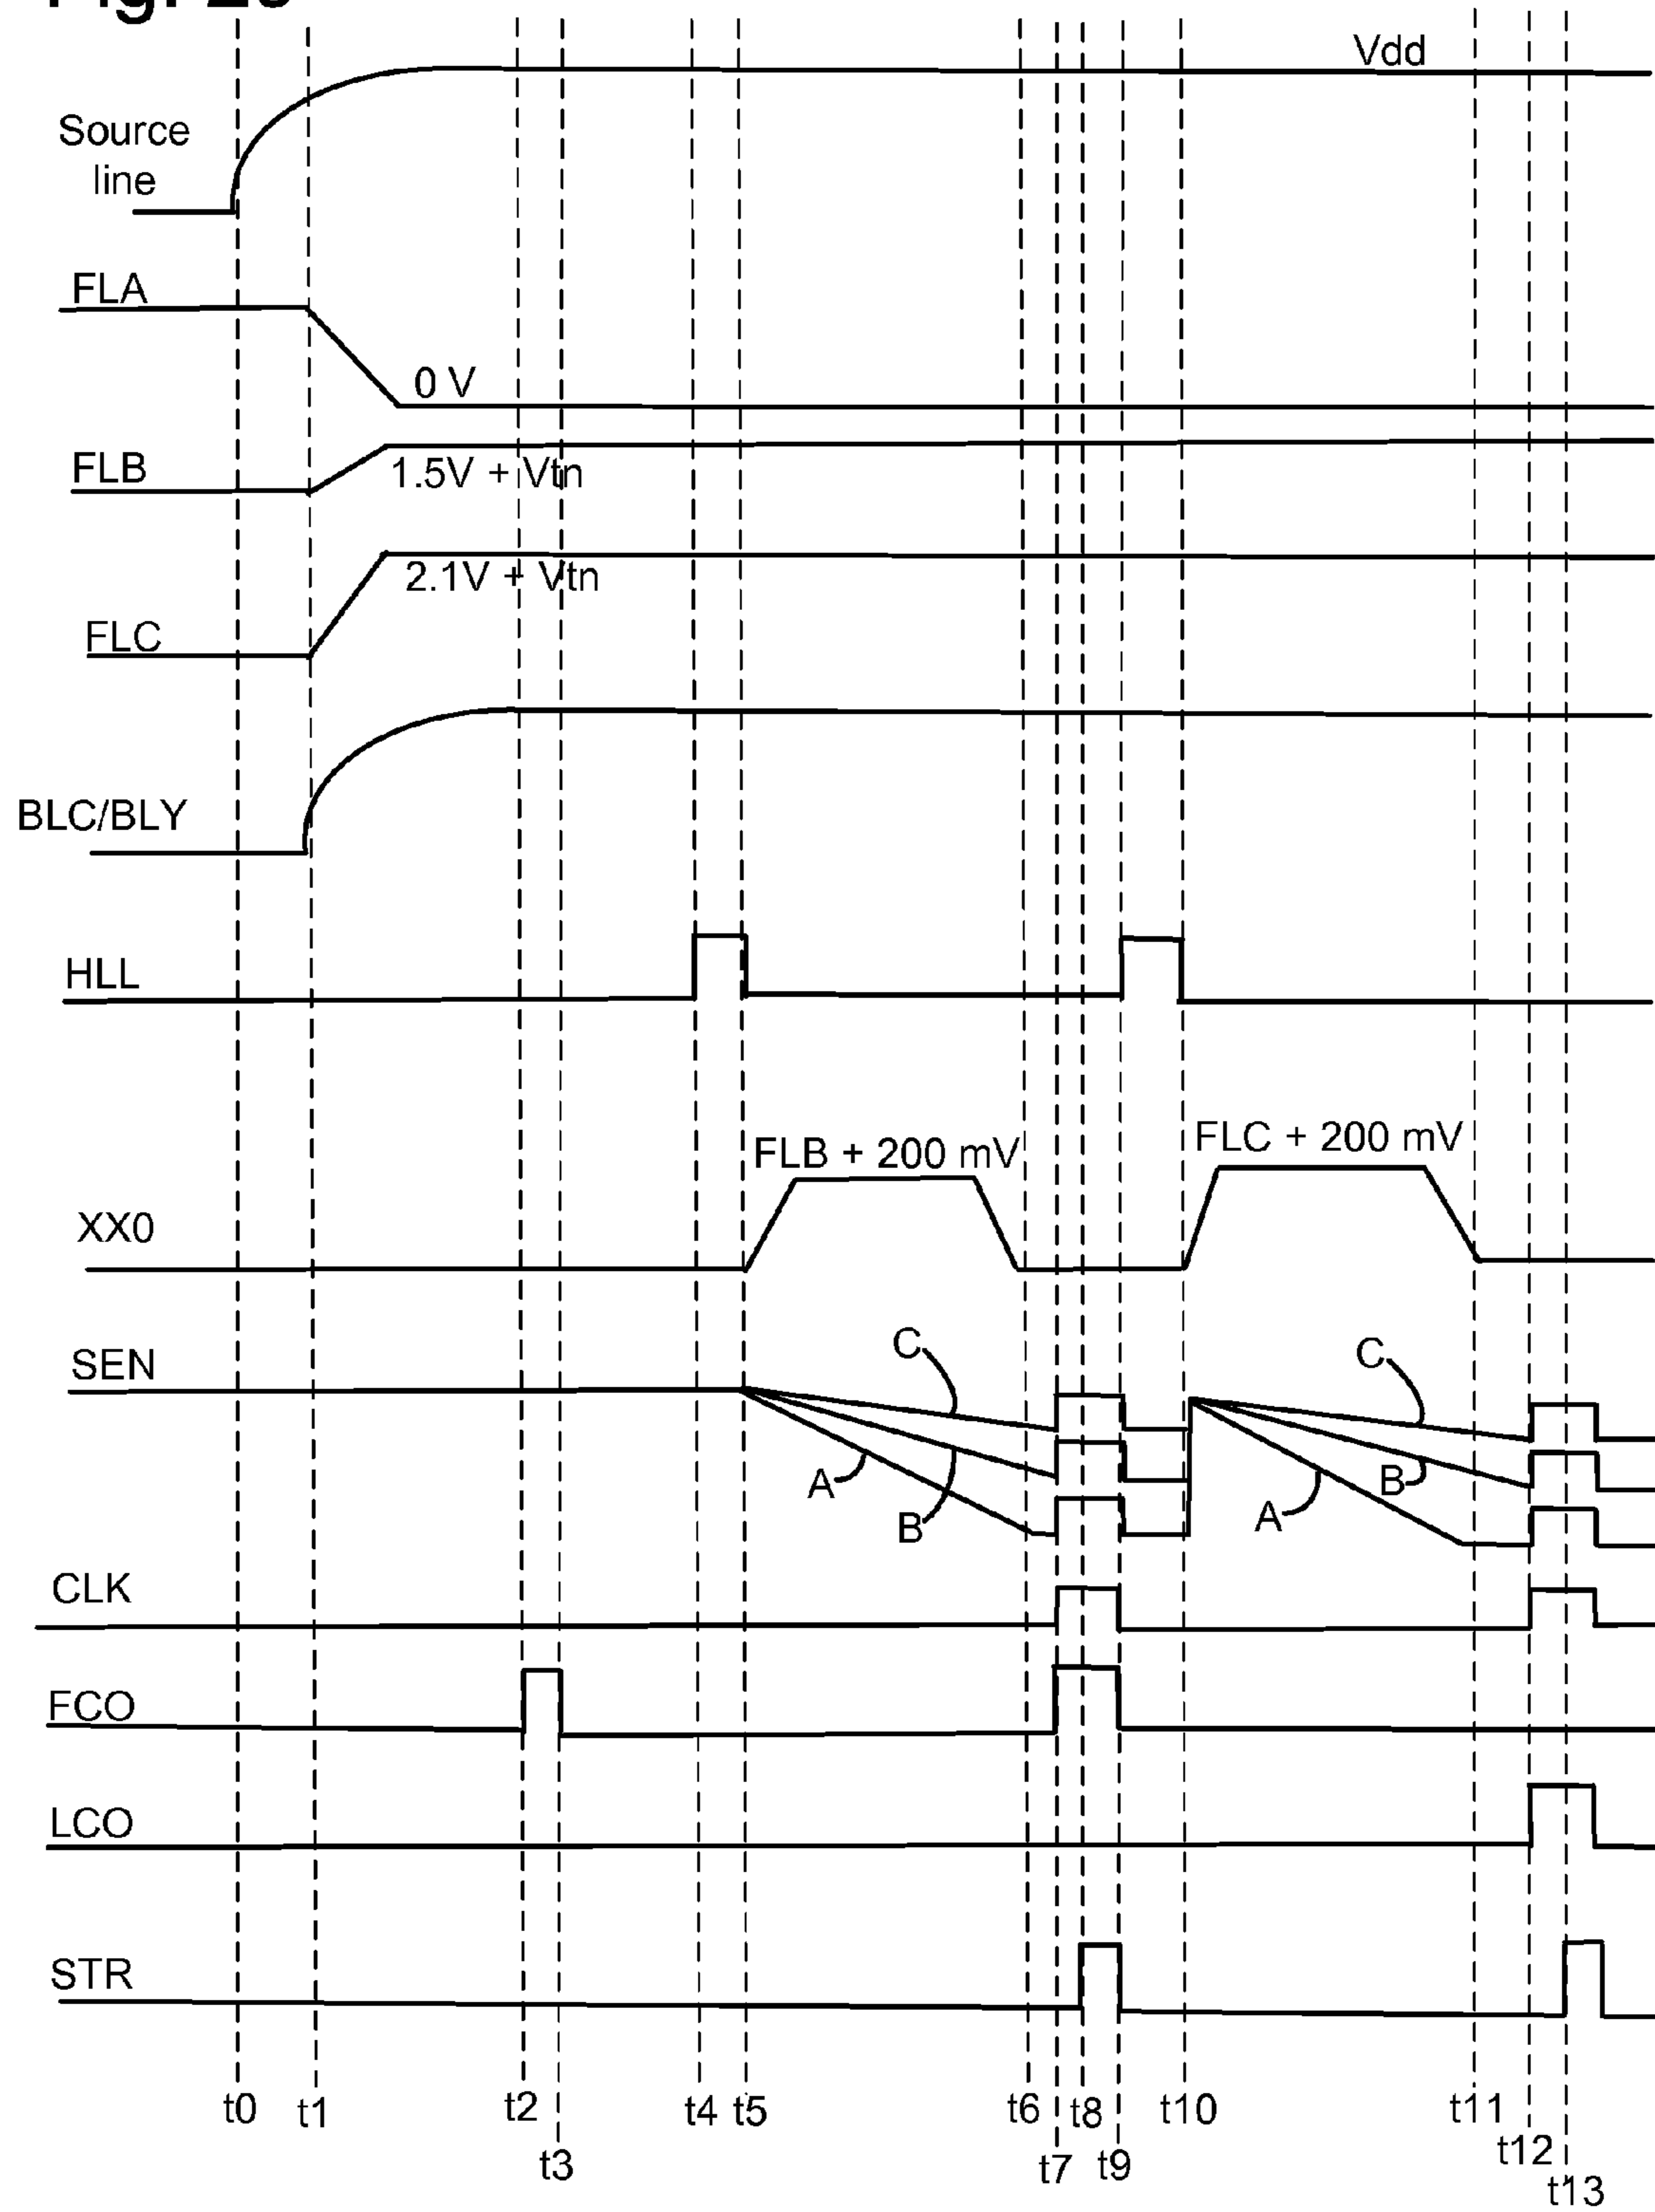 Vdd
Source
line
FLA
0 V
FLB
1.5V + Vtn
2.1V + Vtn
FLC
BLC/BLY
HLL
FLB + 200 mV
FLC + 200 mV
XX0
SEN
C
C
A
B
B
A
CLK
FCO
LCO
STR
t0 t1 t2 t4 t5 t6 t8 t10 t11
t3 t7 t9 t12
t13